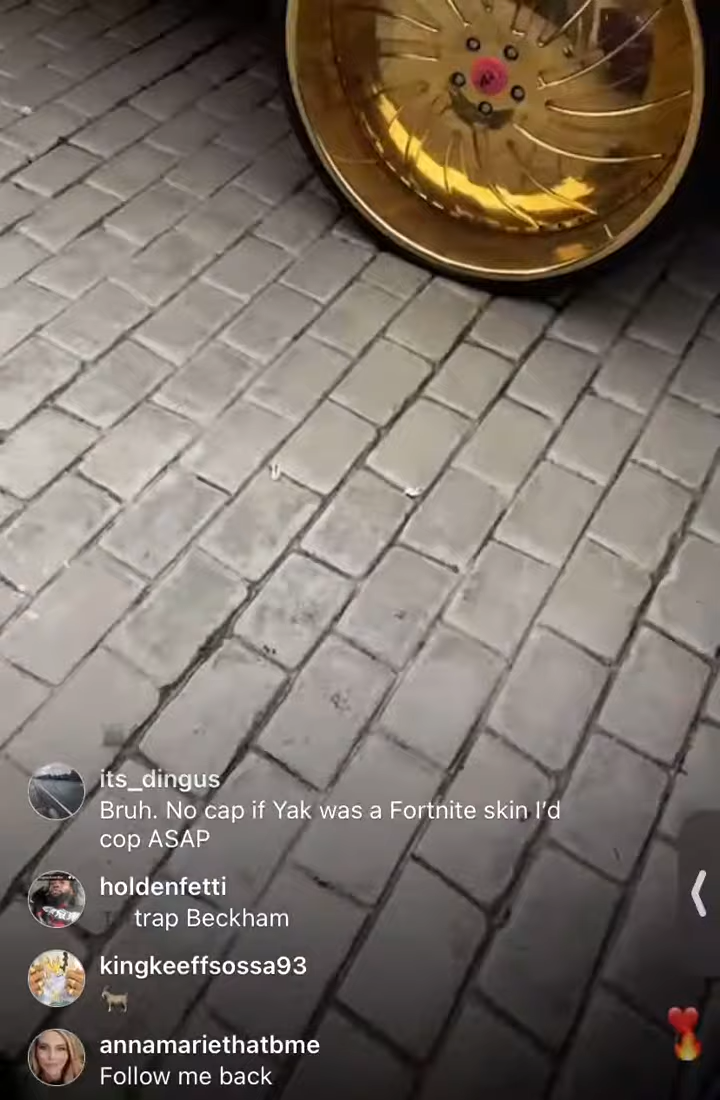 its_dingus
Bruh. No cap if Yak was a Fortnite skin I’d
cop ASAP
holdenfetti
trap Beckham
kingkeeffsossa93
annamariethatbme
Follow me back